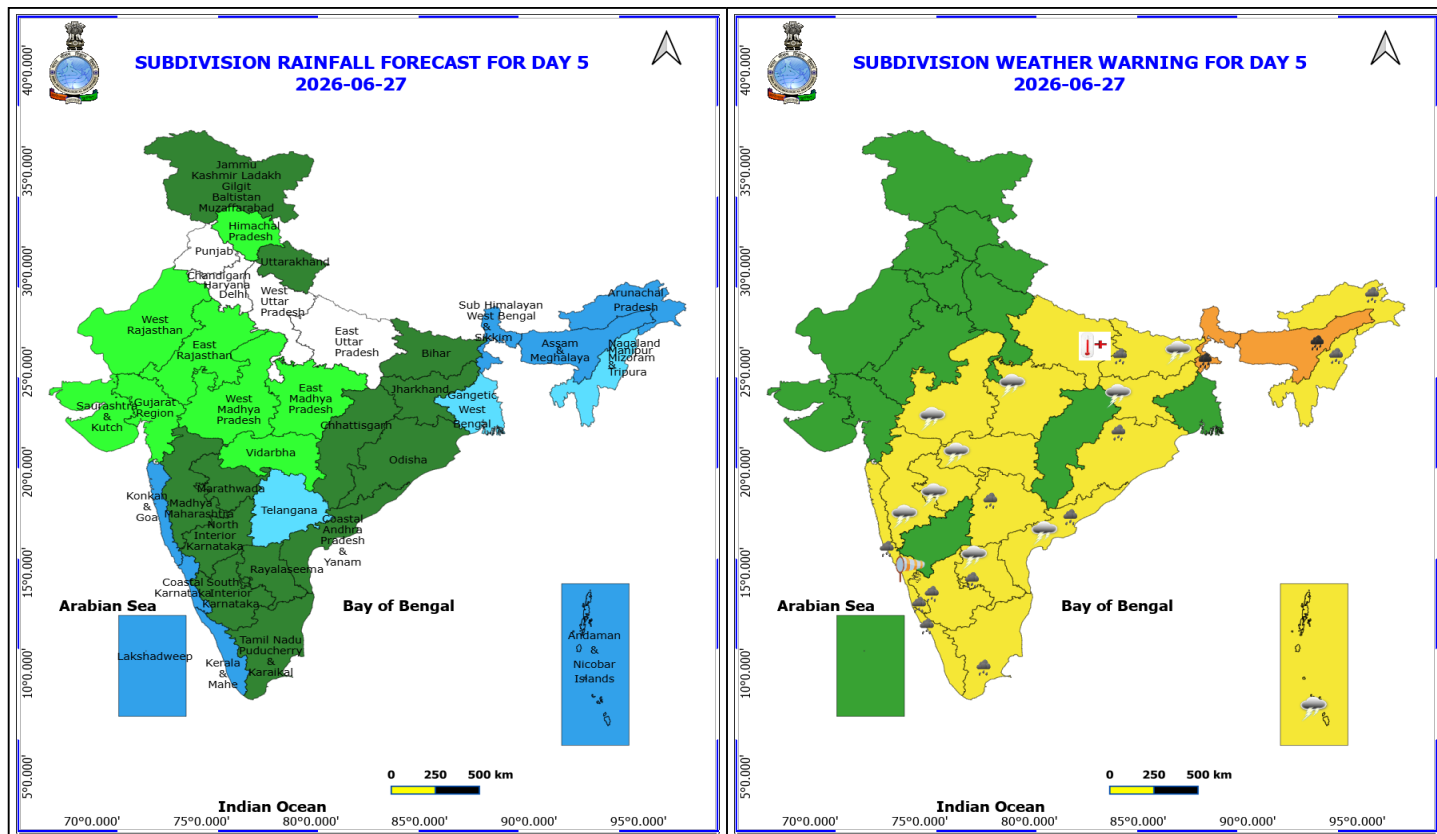 SUBDIVISION RAINFALL FORECAST FOR DAY 5
2026-06-27
40°0.000'
35°0.000'
30°0.000'
25°0.000'
20°0.000'
15°0.000'
10°0.000'
5°0.000'
Jammu
Kashmir Ladakh
Gilgit
Baltistan
Muzaffarabad
Himachal
Pradesh
Punjab
Uttarakhand
Chandigarh
Haryana
Delhi
West
Uttar
Pradesh
West
Rajasthan
East
Rajasthan
East
Uttar
Pradesh
Bihar
Sub Himalayan
West Bengal
&
Sikkim
Arunachal
Pradesh
Assam
&
Meghalaya
Nagaland
Manipur
Mizoram
&
Tripura
Saurashtra
&
Kutch
Gujarat
Region
West
Madhya
Pradesh
East
Madhya
Pradesh
Jharkhand
Gangetic
West
Bengal
Chhattisgarh
Odisha
Vidarbha
Konkan
&
Goa
Marathwada
Madhya
Maharashtra
North
Interior
Karnataka
Telangana
Coastal
Andhra
Pradesh
&
Yanam
Rayalaseema
Coastal
Karnataka
South
Interior
Karnataka
Arabian Sea
Bay of Bengal
Lakshadweep
Kerala
&
Mahe
Tamil Nadu
Puducherry
&
Karaikal
Andaman
&
Nicobar
Islands
0 250 500 km
Indian Ocean
70°0.000' 75°0.000' 80°0.000' 85°0.000' 90°0.000' 95°0.000'
SUBDIVISION WEATHER WARNING FOR DAY 5
2026-06-27
40°0.000'
35°0.000'
30°0.000'
25°0.000'
20°0.000'
15°0.000'
10°0.000'
5°0.000'
Arabian Sea
Bay of Bengal
0 250 500 km
Indian Ocean
70°0.000' 75°0.000' 80°0.000' 85°0.000' 90°0.000' 95°0.000'